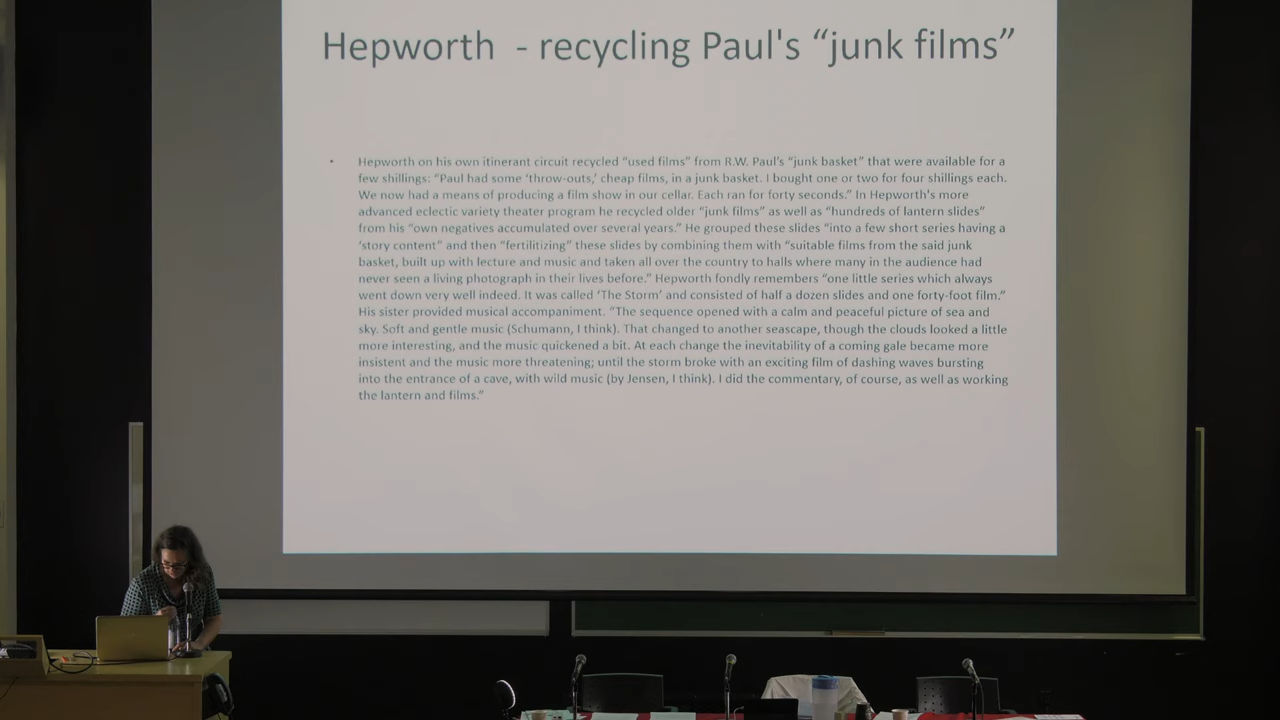 Hepworth - recycling Paul's “junk films”
• Hepworth on his own itinerant circuit recycled “used films” from R.W. Paul's “junk basket” that were available for a
few shillings: “Paul had some ‘throw-outs,’ cheap films, in a junk basket. I bought one or two for four shillings each.
We now had a means of producing a film show in our cellar. Each ran for forty seconds.” In Hepworth's more
advanced eclectic variety theater program he recycled older “junk films” as well as “hundreds of lantern slides”
from his “own negatives accumulated over several years.” He grouped these slides “into a few short series having a
‘story content” and then “fertilitizing” these slides by combining them with “suitable films from the said junk
basket, built up with lecture and music and taken all over the country to halls where many in the audience had
never seen a living photograph in their lives before.” Hepworth fondly remembers “one little series which always
went down very well indeed. It was called ‘The Storm’ and consisted of half a dozen slides and one forty-foot film.”
His sister provided musical accompaniment. “The sequence opened with a calm and peaceful picture of sea and
sky. Soft and gentle music (Schumann, I think). That changed to another seascape, though the clouds looked a little
more interesting, and the music quickened a bit. At each change the inevitability of a coming gale became more
insistent and the music more threatening; until the storm broke with an exciting film of dashing waves bursting
into the entrance of a cave, with wild music (by Jensen, I think). I did the commentary, of course, as well as working
the lantern and films.”